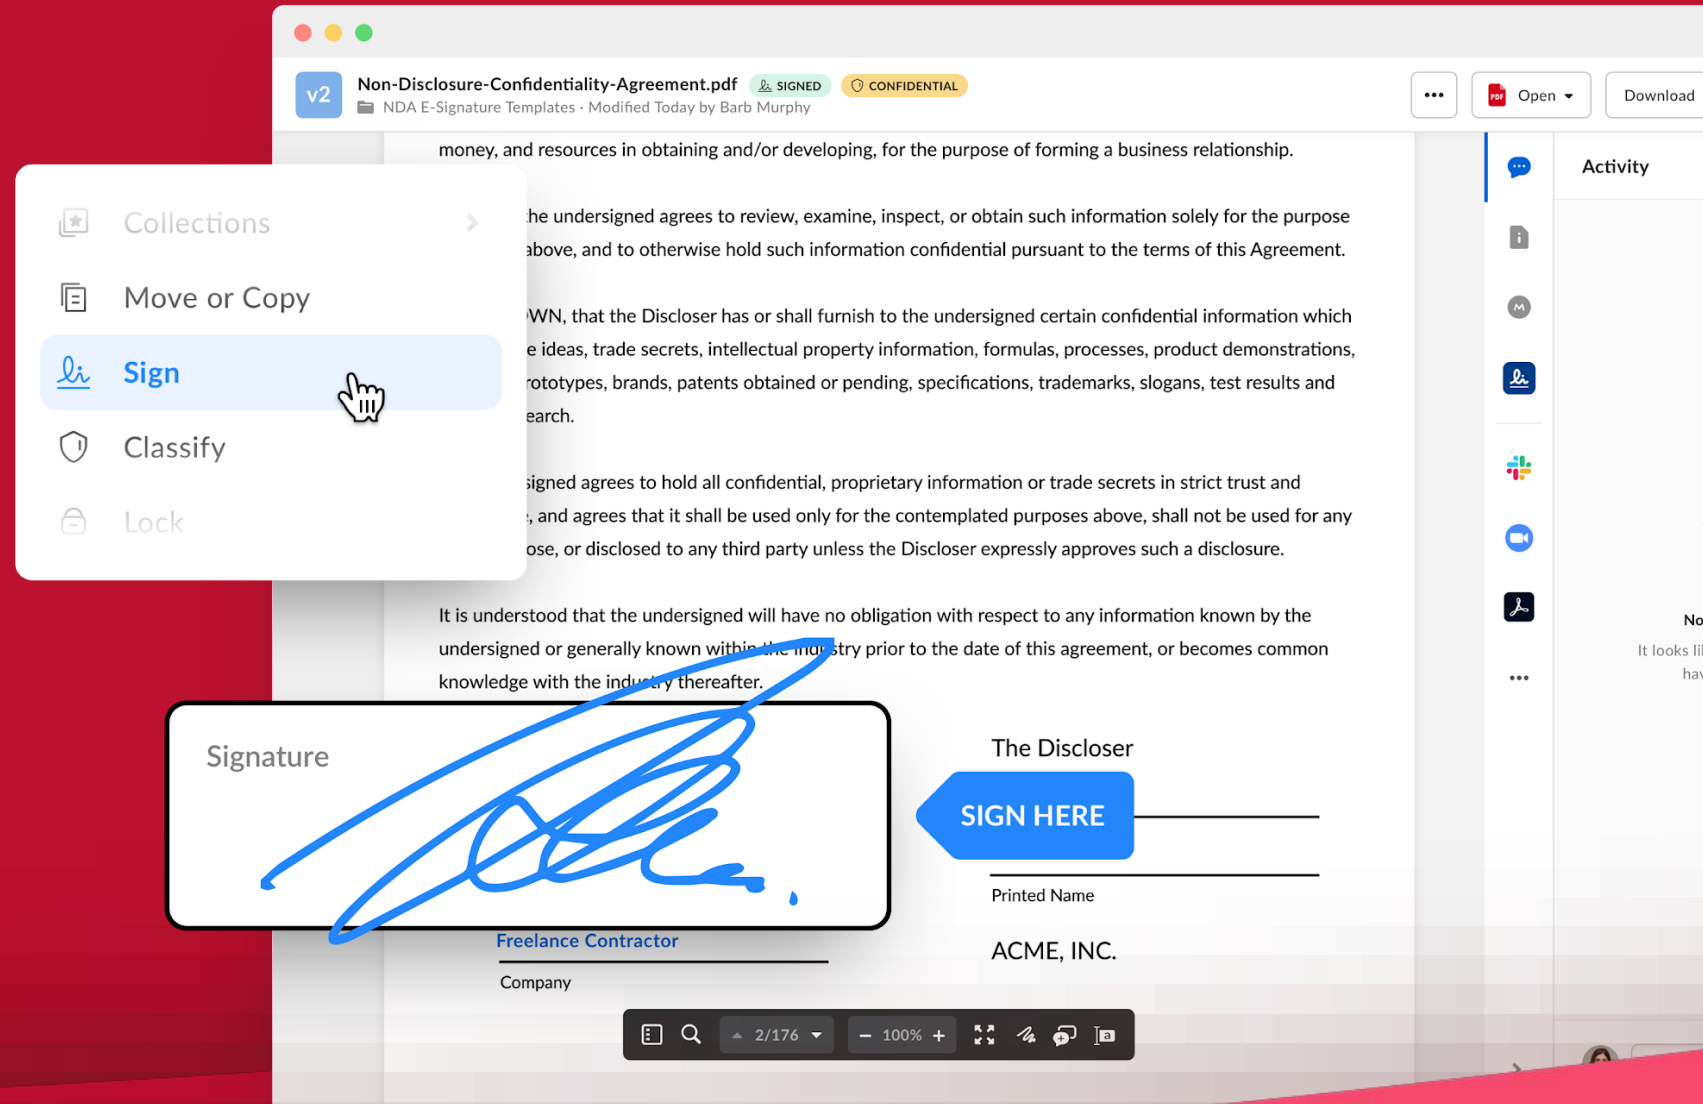 v2
Non-Disclosure-Confidentiality-Agreement.pdf SIGNED CONFIDENTIAL
NDA E-Signature Templates · Modified Today by Barb Murphy
Open
Download
Activity
money, and resources in obtaining and/or developing, for the purpose of forming a business relationship.
the undersigned agrees to review, examine, inspect, or obtain such information solely for the purpose
above, and to otherwise hold such information confidential pursuant to the terms of this Agreement.
OWN, that the Discloser has or shall furnish to the undersigned certain confidential information which
e ideas, trade secrets, intellectual property information, formulas, processes, product demonstrations,
rototypes, brands, patents obtained or pending, specifications, trademarks, slogans, test results and
earch.
signed agrees to hold all confidential, proprietary information or trade secrets in strict trust and
, and agrees that it shall be used only for the contemplated purposes above, shall not be used for any
ose, or disclosed to any third party unless the Discloser expressly approves such a disclosure.
It is understood that the undersigned will have no obligation with respect to any information known by the
undersigned or generally known within the industry prior to the date of this agreement, or becomes common
knowledge with the industry thereafter.
Collections
Move or Copy
Sign
Classify
Lock
No
It looks li
hav
Signature
The Discloser
SIGN HERE
Printed Name
Freelance Contractor
Company
ACME, INC.
2/176
100%